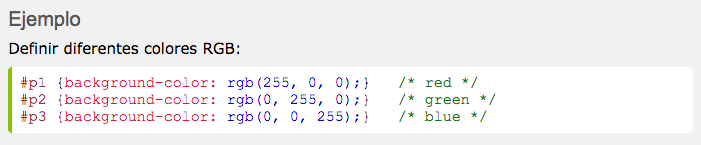 Ejemplo
Definir diferentes colores RGB:
#p1 {background-color: rgb(255, 0, 0);}   /* red */
#p2 {background-color: rgb(0, 255, 0);}   /* green */
#p3 {background-color: rgb(0, 0, 255);}   /* blue */